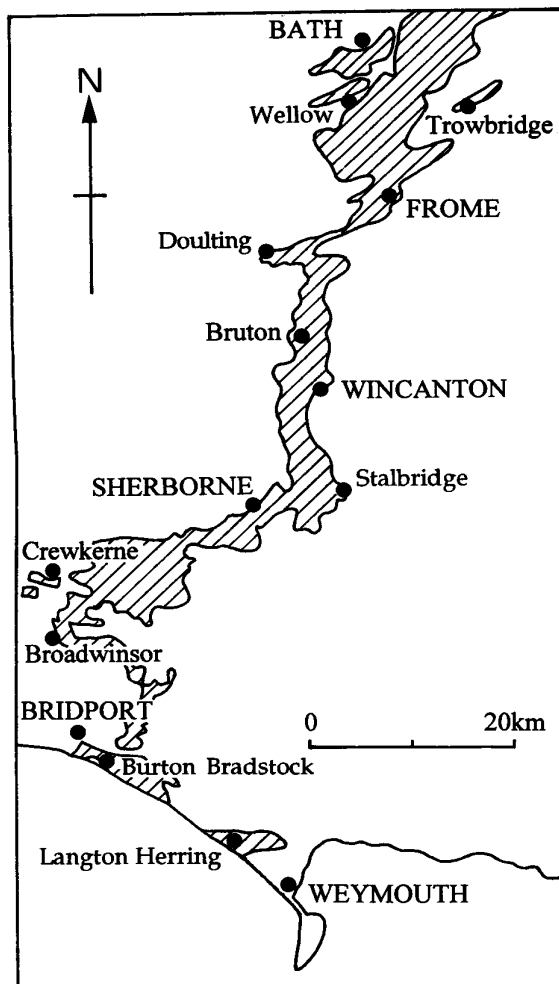 BATH
N
Wellow
Trowbridge
FROME
Doulting
Bruton
WINCANTON
SHERBORNE
Stalbridge
Crewkerne
Broadwinsor
BRIDPORT
0 20km
Burton Bradstock
Langton Herring
WEYMOUTH